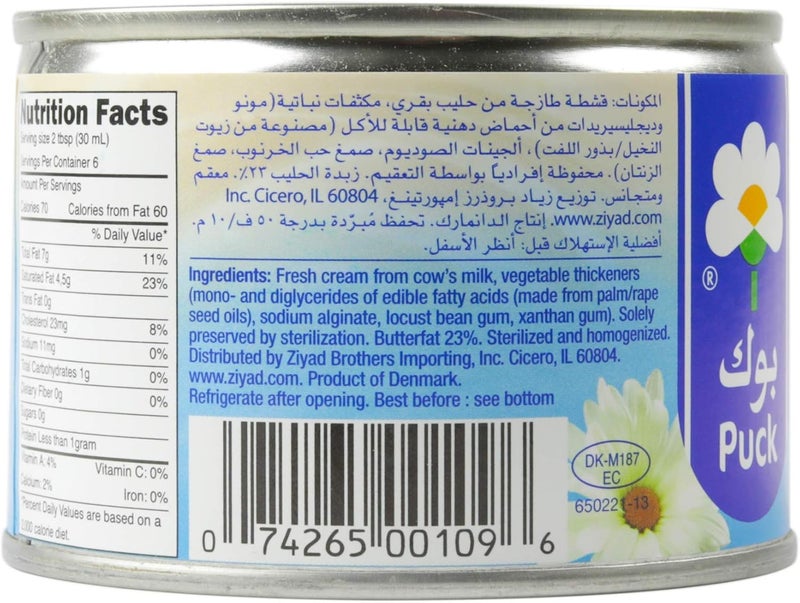 Nutrition Facts
Serving size 2 tbsp (30 mL)
Servings Per Container 6
Amount Per Servings
Calories 70 Calories from Fat 60
% Daily Value*
Total Fat 7g 11%
Saturated Fat 4,5g 23%
Trans Fat 0g
Cholesterol 23mg 8%
Sodium 11mg 0%
Total Carbohydrates 1g 0%
Dietary Fiber 0g 0%
Sugars 0g
Protein Less than 1gram
Vitamin A: 4% Vitamin C: 0%
Calcium: 2% Iron: 0%
*Percent Daily Values are based on a
2,000 calorie diet.
المكونات: قشطة طازجة من حليب بقري، مكثفات نباتية (مونو
وديجليسيريدات من أحماض دهنية قابلة للأكل (مصنوعة من زيوت
النخيل/بذور اللفت)، ألجينات الصوديوم، صمغ حب الخرنوب، صمغ
الزنتان). محفوظة إفرادياً بواسطة التعقيم. زبدة الحليب ٢٣٪. معقم
ومتجانس. توزيع زياد بروذرز إمبورتينغ، Inc. Cicero, IL 60804
www.ziyad.com. إنتاج الدانمارك. تحفظ مُبرّدة بدرجة ٥٠ ف/١٠ م.
أفضلية الإستهلاك قبل: أنظر الأسفل.
Ingredients: Fresh cream from cow's milk, vegetable thickeners
(mono- and diglycerides of edible fatty acids (made from palm/rape
seed oils), sodium alginate, locust bean gum, xanthan gum). Solely
preserved by sterilization. Butterfat 23%. Sterilized and homogenized.
Distributed by Ziyad Brothers Importing, Inc. Cicero, IL 60804.
www.ziyad.com. Product of Denmark.
Refrigerate after opening. Best before : see bottom
0 74265 00109 6
DK-M187
EC
650221-13
®
بوك
Puck